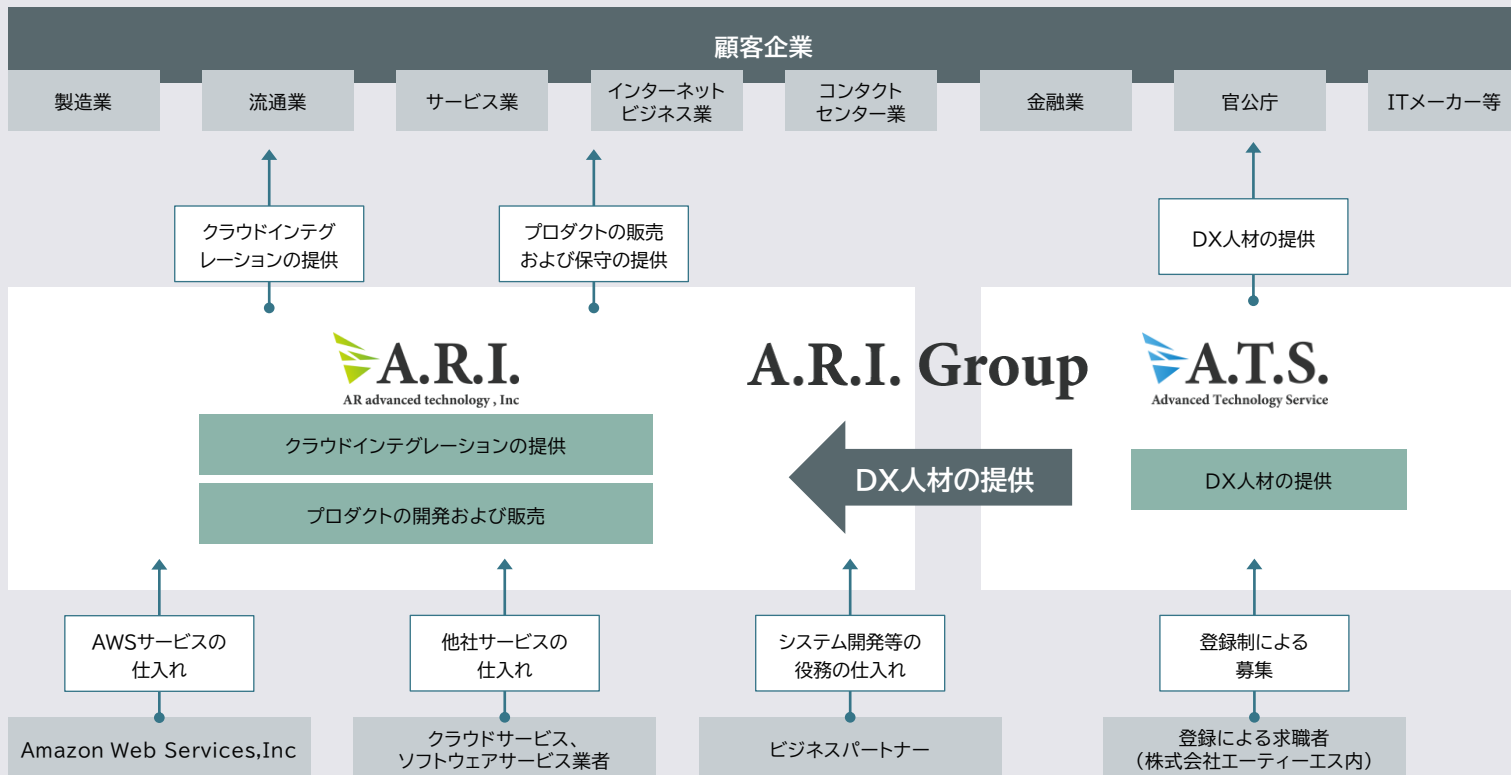 顧客企業
製造業
流通業
サービス業
インターネット
ビジネス業
コンタクト
センター業
金融業
官公庁
ITメーカー等
クラウドインテグ
レーションの提供
プロダクトの販売
および保守の提供
DX人材の提供
A.R.I.
AR advanced technology , Inc
A.R.I. Group
A.T.S.
Advanced Technology Service
クラウドインテグレーションの提供
プロダクトの開発および販売
DX人材の提供
DX人材の提供
AWSサービスの
仕入れ
他社サービスの
仕入れ
システム開発等の
役務の仕入れ
登録制による
募集
Amazon Web Services,Inc
クラウドサービス、
ソフトウェアサービス業者
ビジネスパートナー
登録による求職者
（株式会社エーティーエス内）